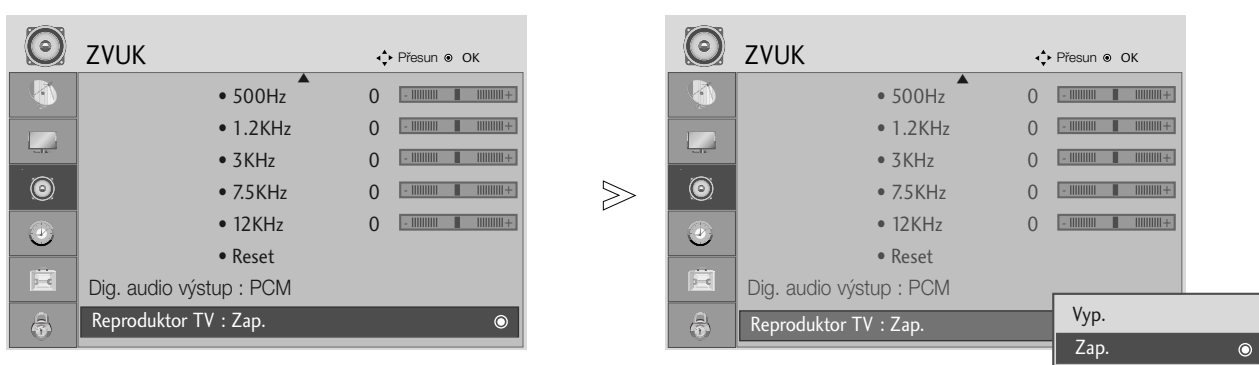 ZVUK
Přesun OK
• 500Hz 0 - +
• 1.2KHz 0 - +
• 3KHz 0 - +
• 7.5KHz 0 - +
• 12KHz 0 - +
• Reset
Dig. audio výstup : PCM
Reproduktor TV : Zap.
ZVUK
Přesun OK
• 500Hz 0 - +
• 1.2KHz 0 - +
• 3KHz 0 - +
• 7.5KHz 0 - +
• 12KHz 0 - +
• Reset
Dig. audio výstup : PCM
Reproduktor TV : Zap.
Vyp.
Zap.